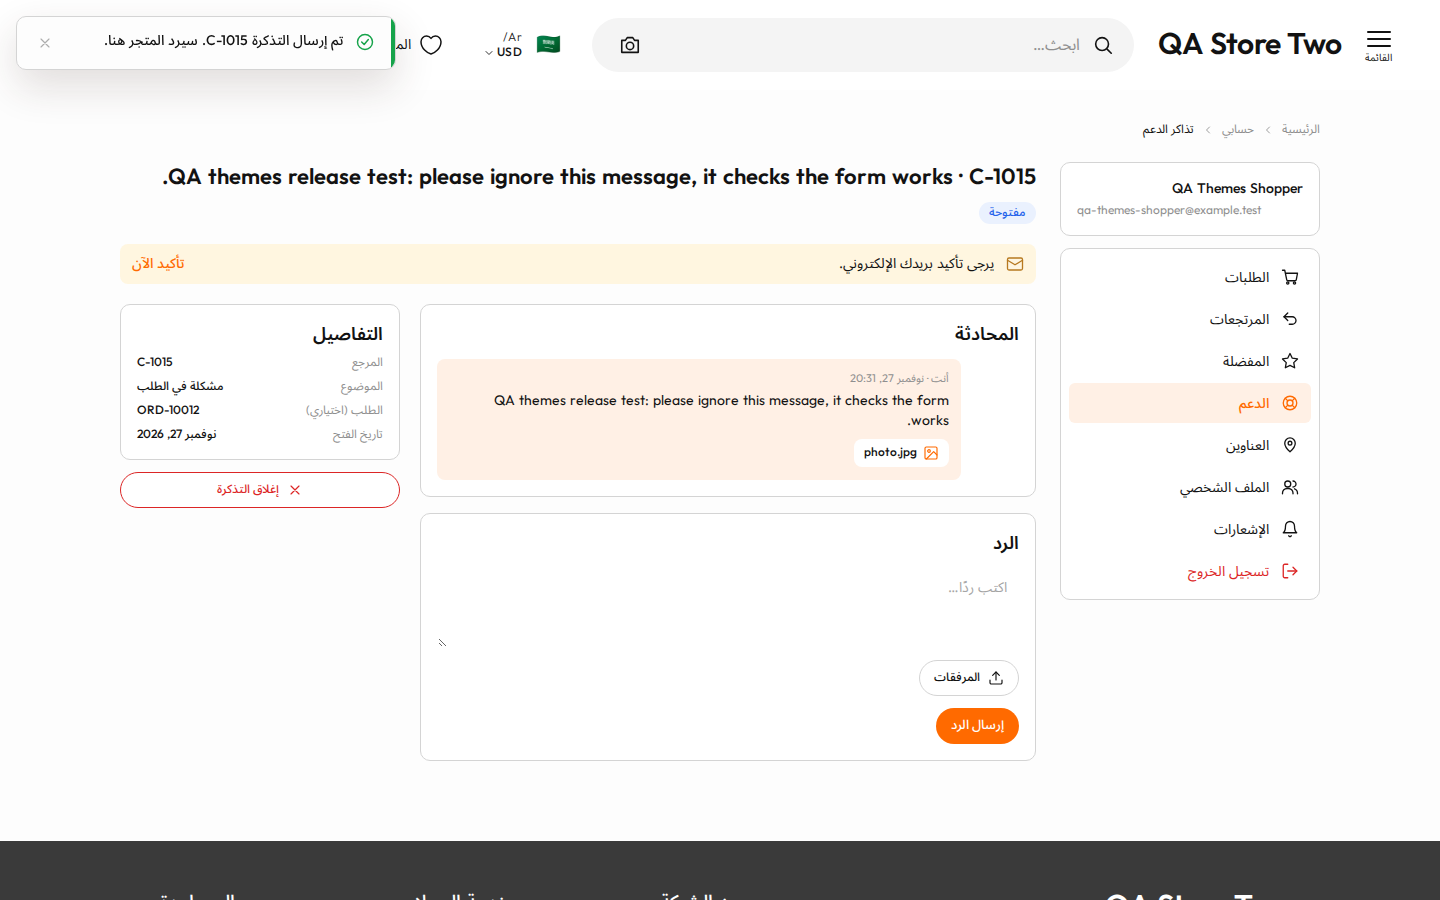 القائمة
QA Store Two
ابحث...
Ar/
USD
تم إرسال التذكرة C-1015. سيرد المتجر هنا.
الرئيسية
حسابي
تذاكر الدعم
QA Themes Shopper
qa-themes-shopper@example.test
الطلبات
المرتجعات
المفضلة
الدعم
العناوين
الملف الشخصي
الإشعارات
تسجيل الخروج
QA themes release test: please ignore this message, it checks the form works · C-1015.
مفتوحة
يرجى تأكيد بريدك الإلكتروني.
تأكيد الآن
المحادثة
أنت · نوفمبر 27, 20:31
QA themes release test: please ignore this message, it checks the form
works.
photo.jpg
الرد
اكتب ردًا...
المرفقات
إرسال الرد
التفاصيل
المرجع C-1015
الموضوع مشكلة في الطلب
الطلب (اختياري) ORD-10012
تاريخ الفتح نوفمبر 27, 2026
إغلاق التذكرة